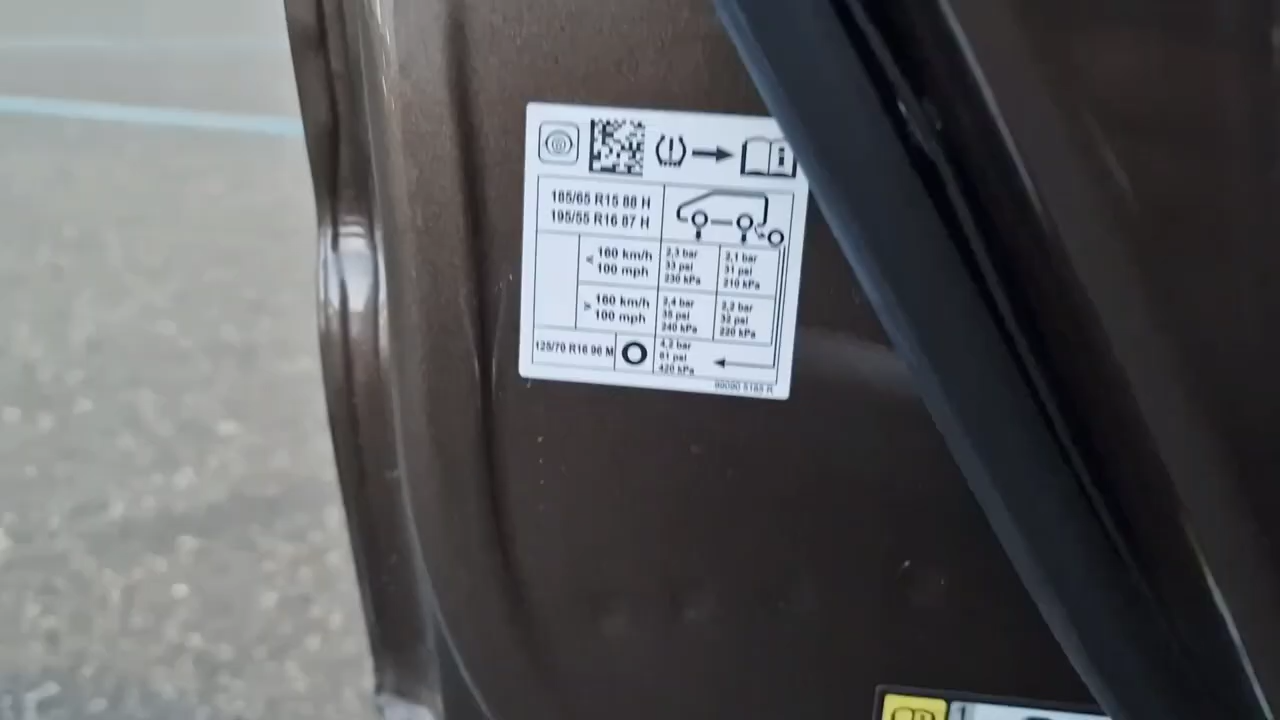 185/65 R15 88 H
195/55 R16 87 H
< 160 km/h
100 mph
2,3 bar
33 psi
230 kPa
2,1 bar
31 psi
210 kPa
> 160 km/h
100 mph
2,4 bar
35 psi
240 kPa
2,2 bar
32 psi
220 kPa
125/70 R16 96 M
4,2 bar
61 psi
420 kPa